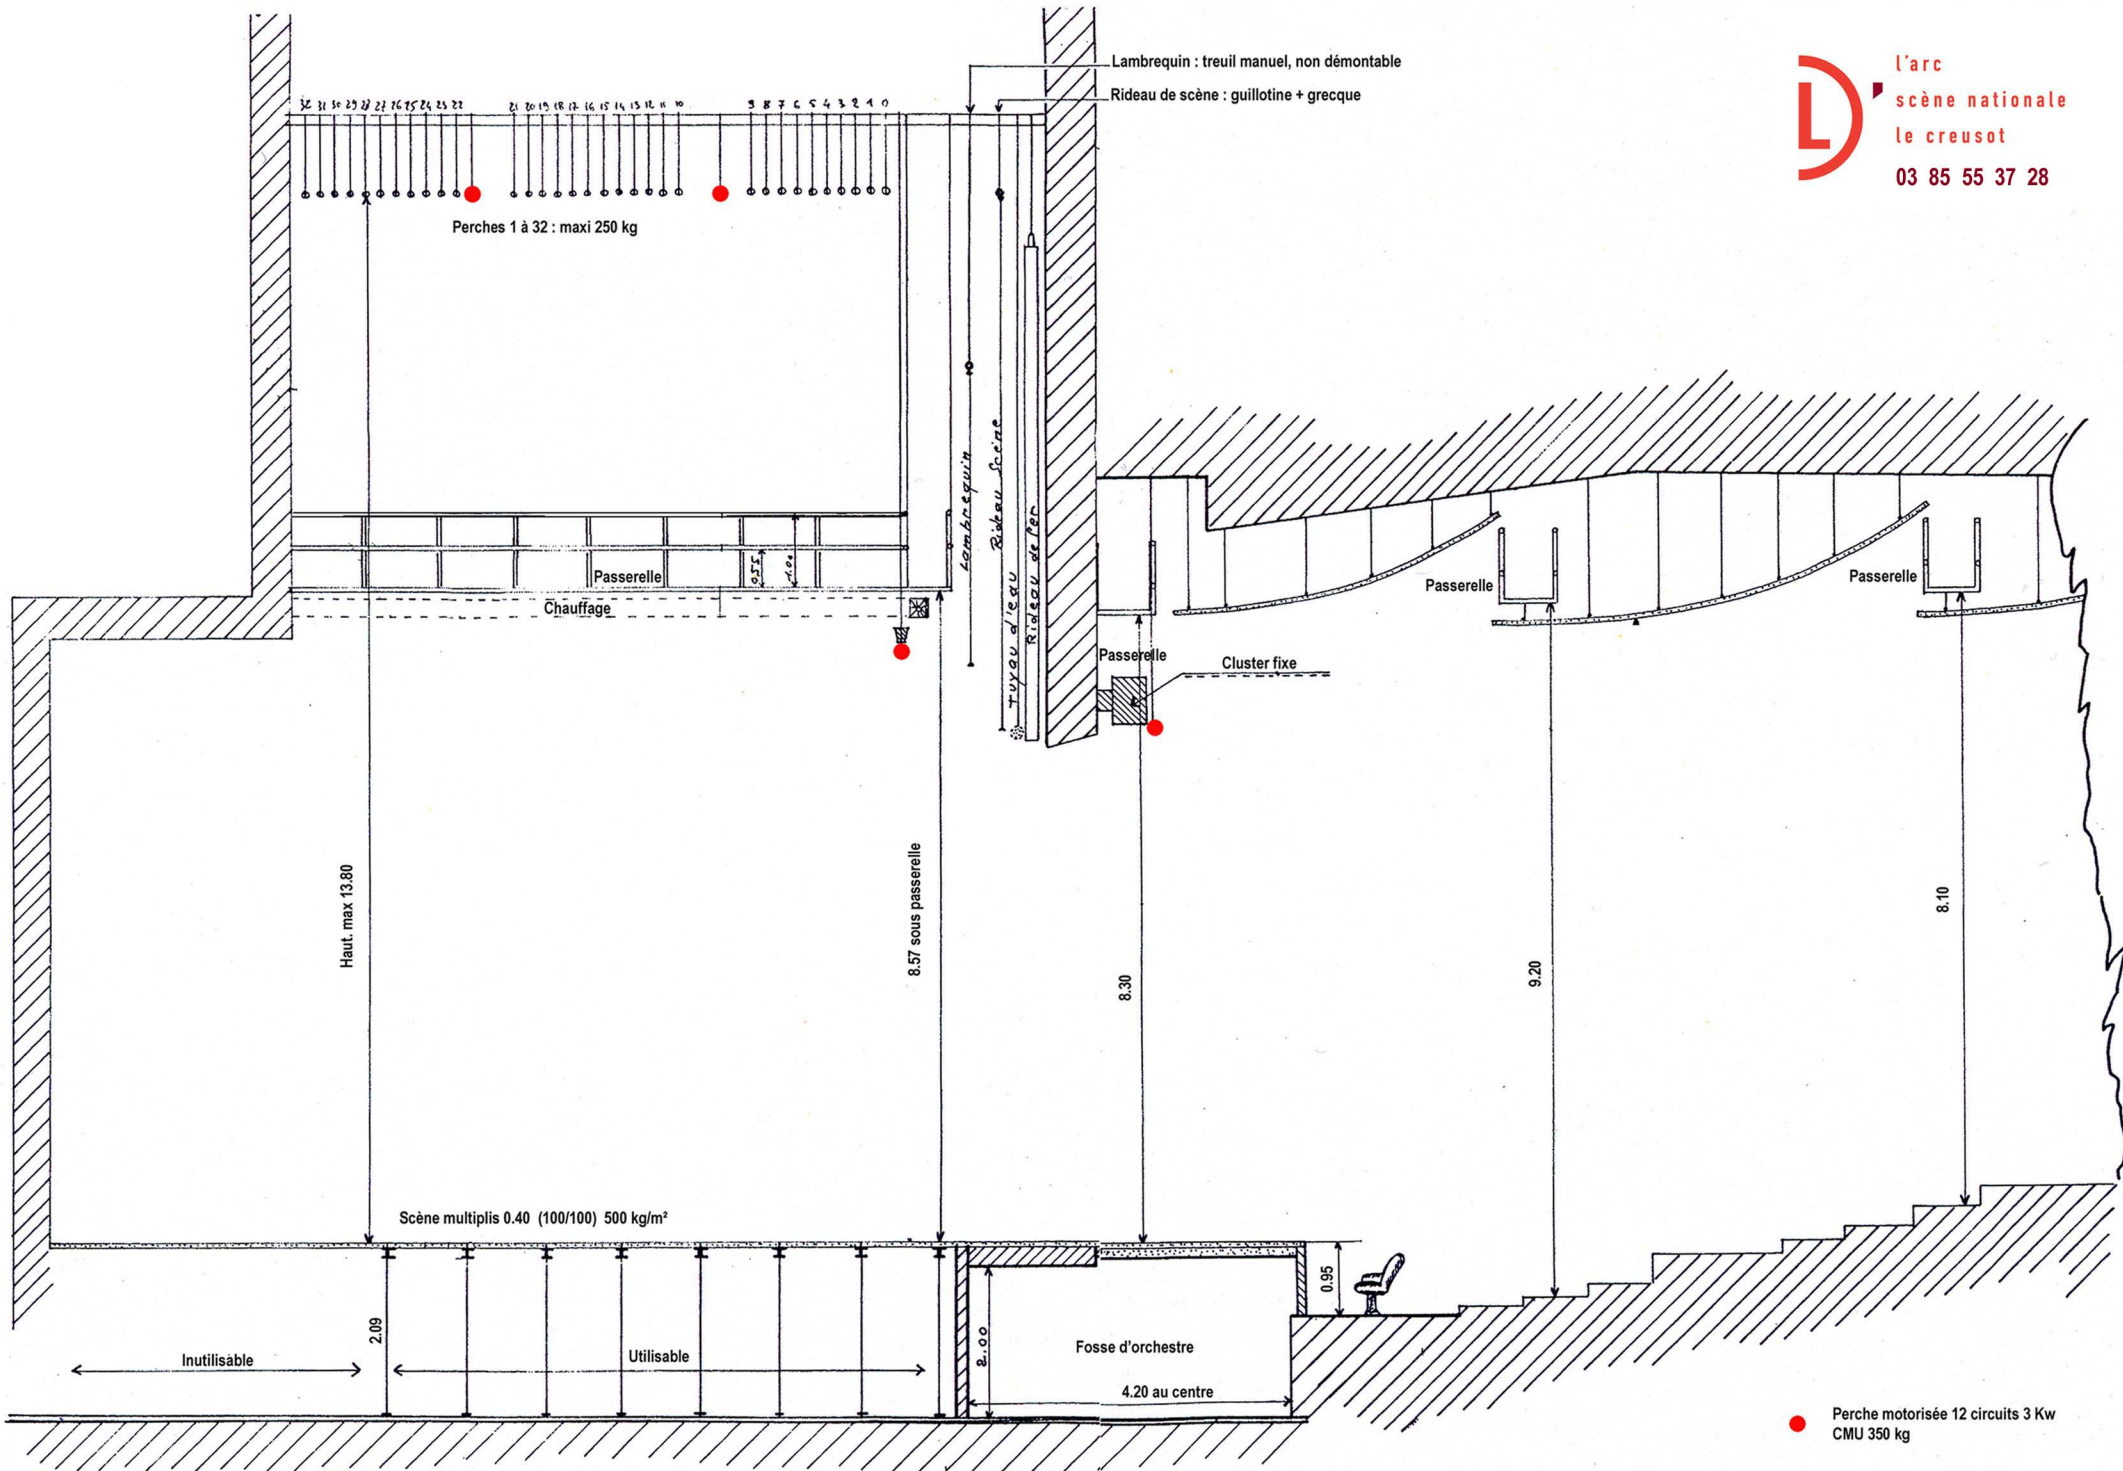 Lambrequin : treuil manuel, non démontable
Rideau de scène : guillotine + grecque
l'arc
scène nationale
le creusot
03 85 55 37 28
L
32 31 30 29 28 27 26 25 24 23 22 21 20 19 18 17 16 15 14 13 12 11 10 9 8 7 6 5 4 3 2 1 0
Perches 1 à 32 : maxi 250 kg
Lambrequin
Rideau Scène
Tuyau d'eau
Rideau de fer
0,55
1.00
Passerelle
Chauffage
Passerelle
Cluster fixe
Passerelle
Passerelle
Haut. max 13.80
8.57 sous passerelle
8.30
9.20
8.10
Scène multiplis 0.40 (100/100) 500 kg/m²
0.95
2.09
2.00
Inutilisable
Utilisable
Fosse d'orchestre
4.20 au centre
Perche motorisée 12 circuits 3 Kw
CMU 350 kg